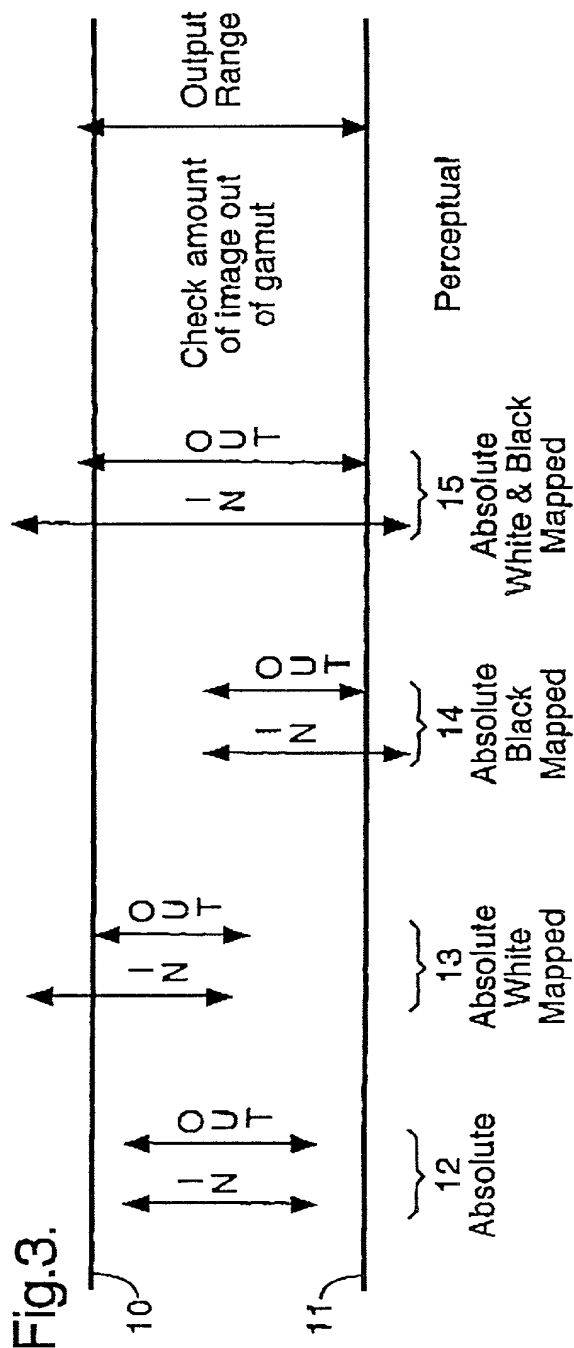 Fig.3.
10
11
I
N
O
U
T
12
Absolute
I
N
O
U
T
13
Absolute
White
Mapped
I
N
O
U
T
14
Absolute
Black
Mapped
I
N
O
U
T
15
Absolute
White & Black
Mapped
Check amount
of image out
of gamut
Perceptual
Output
Range